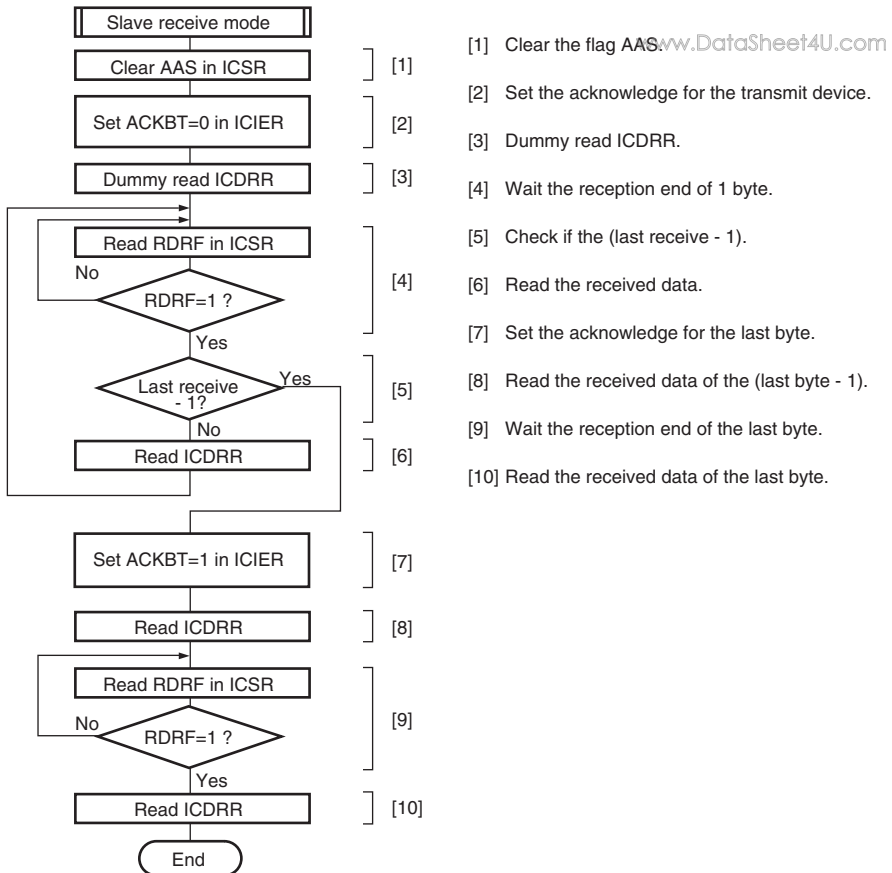 Slave receive mode
Clear AAS in ICSR
[1]
Set ACKBT=0 in ICIER
[2]
Dummy read ICDRR
[3]
Read RDRF in ICSR
No
RDRF=1 ?
[4]
Yes
Last receive
- 1?
Yes
[5]
No
Read ICDRR
[6]
Set ACKBT=1 in ICIER
[7]
Read ICDRR
[8]
Read RDRF in ICSR
No
RDRF=1 ?
[9]
Yes
Read ICDRR
[10]
End
[1] Clear the flag AAS.
www.DataSheet4U.com
[2] Set the acknowledge for the transmit device.
[3] Dummy read ICDRR.
[4] Wait the reception end of 1 byte.
[5] Check if the (last receive - 1).
[6] Read the received data.
[7] Set the acknowledge for the last byte.
[8] Read the received data of the (last byte - 1).
[9] Wait the reception end of the last byte.
[10] Read the received data of the last byte.